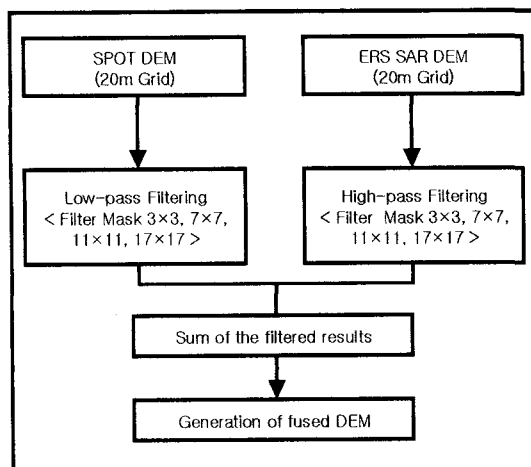 SPOT DEM
(20m Grid)
ERS SAR DEM
(20m Grid)
Low-pass Filtering
< Filter Mask 3×3, 7×7,
11×11, 17×17 >
High-pass Filtering
< Filter Mask 3×3, 7×7,
11×11, 17×17 >
Sum of the filtered results
Generation of fused DEM